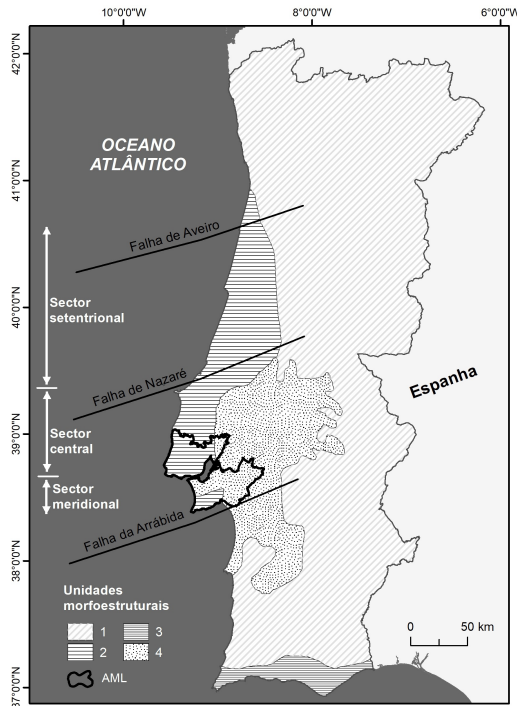 10°0'0"W
8°0'0"W
6°0'0"W
42°0'0"N
41°0'0"N
40°0'0"N
39°0'0"N
38°0'0"N
37°0'0"N
OCEANO
ATLÂNTICO
Falha de Aveiro
Sector
setentrional
Falha de Nazaré
Espanha
Sector
central
Sector
meridional
Falha da Arrábida
Unidades
morfoestruturais
1
3
2
4
AML
0
50 km